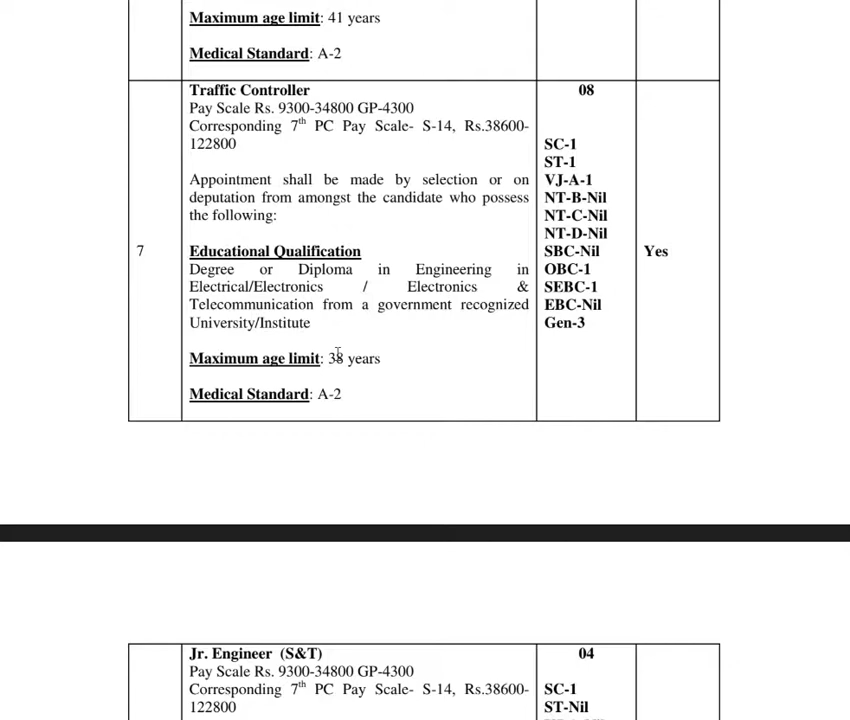 Maximum age limit: 41 years
Medical Standard: A-2
7
Traffic Controller
Pay Scale Rs. 9300-34800 GP-4300
Corresponding 7th PC Pay Scale- S-14, Rs.38600-
122800
Appointment shall be made by selection or on
deputation from amongst the candidate who possess
the following:
Educational Qualification
Degree or Diploma in Engineering in
Electrical/Electronics / Electronics &
Telecommunication from a government recognized
University/Institute
Maximum age limit: 38 years
Medical Standard: A-2
08
SC-1
ST-1
VJ-A-1
NT-B-Nil
NT-C-Nil
NT-D-Nil
SBC-Nil
OBC-1
SEBC-1
EBC-Nil
Gen-3
Yes
Jr. Engineer (S&T)
Pay Scale Rs. 9300-34800 GP-4300
Corresponding 7th PC Pay Scale- S-14, Rs.38600-
122800
04
SC-1
ST-Nil